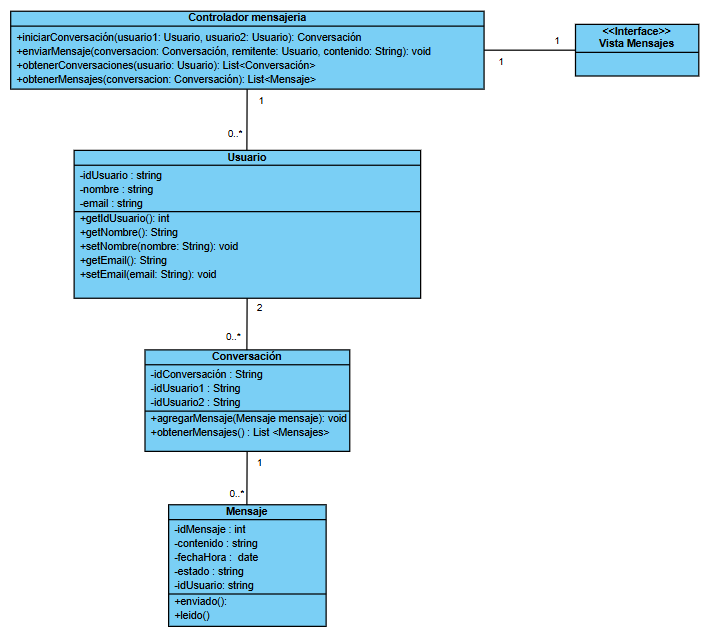 Controlador mensajeria
+iniciarConversación(usuario1: Usuario, usuario2: Usuario): Conversación
+enviarMensaje(conversacion: Conversación, remitente: Usuario, contenido: String): void
+obtenerConversaciones(usuario: Usuario): List<Conversación>
+obtenerMensajes(conversacion: Conversación): List<Mensaje>
1
1
<<Interface>>
Vista Mensajes
1
0..*
Usuario
-idUsuario : string
-nombre : string
-email : string
+getIdUsuario(): int
+getNombre(): String
+setNombre(nombre: String): void
+getEmail(): String
+setEmail(email: String): void
2
0..*
Conversación
-idConversación : String
-idUsuario1 : String
-idUsuario2 : String
+agregarMensaje(Mensaje mensaje): void
+obtenerMensajes() : List <Mensajes>
1
0..*
Mensaje
-idMensaje : int
-contenido : string
-fechaHora :  date
-estado : string
-idUsuario: string
+enviado():
+leido()